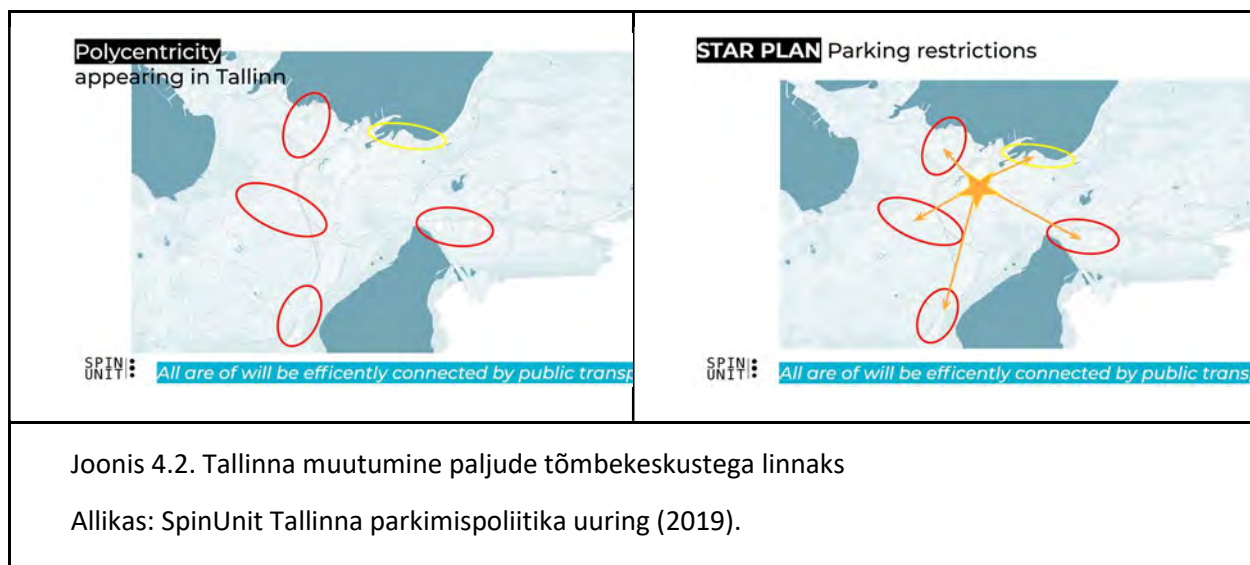 Polycentricity
appearing in Tallinn
SPIN
UNIT
All are of will be efficently connected by public transp
STAR PLAN Parking restrictions
SPIN
UNIT
All are of will be efficently connected by public trans
Joonis 4.2. Tallinna muutumine paljude tõmbekeskustega linnaks
Allikas: SpinUnit Tallinna parkimispoliitika uuring (2019).